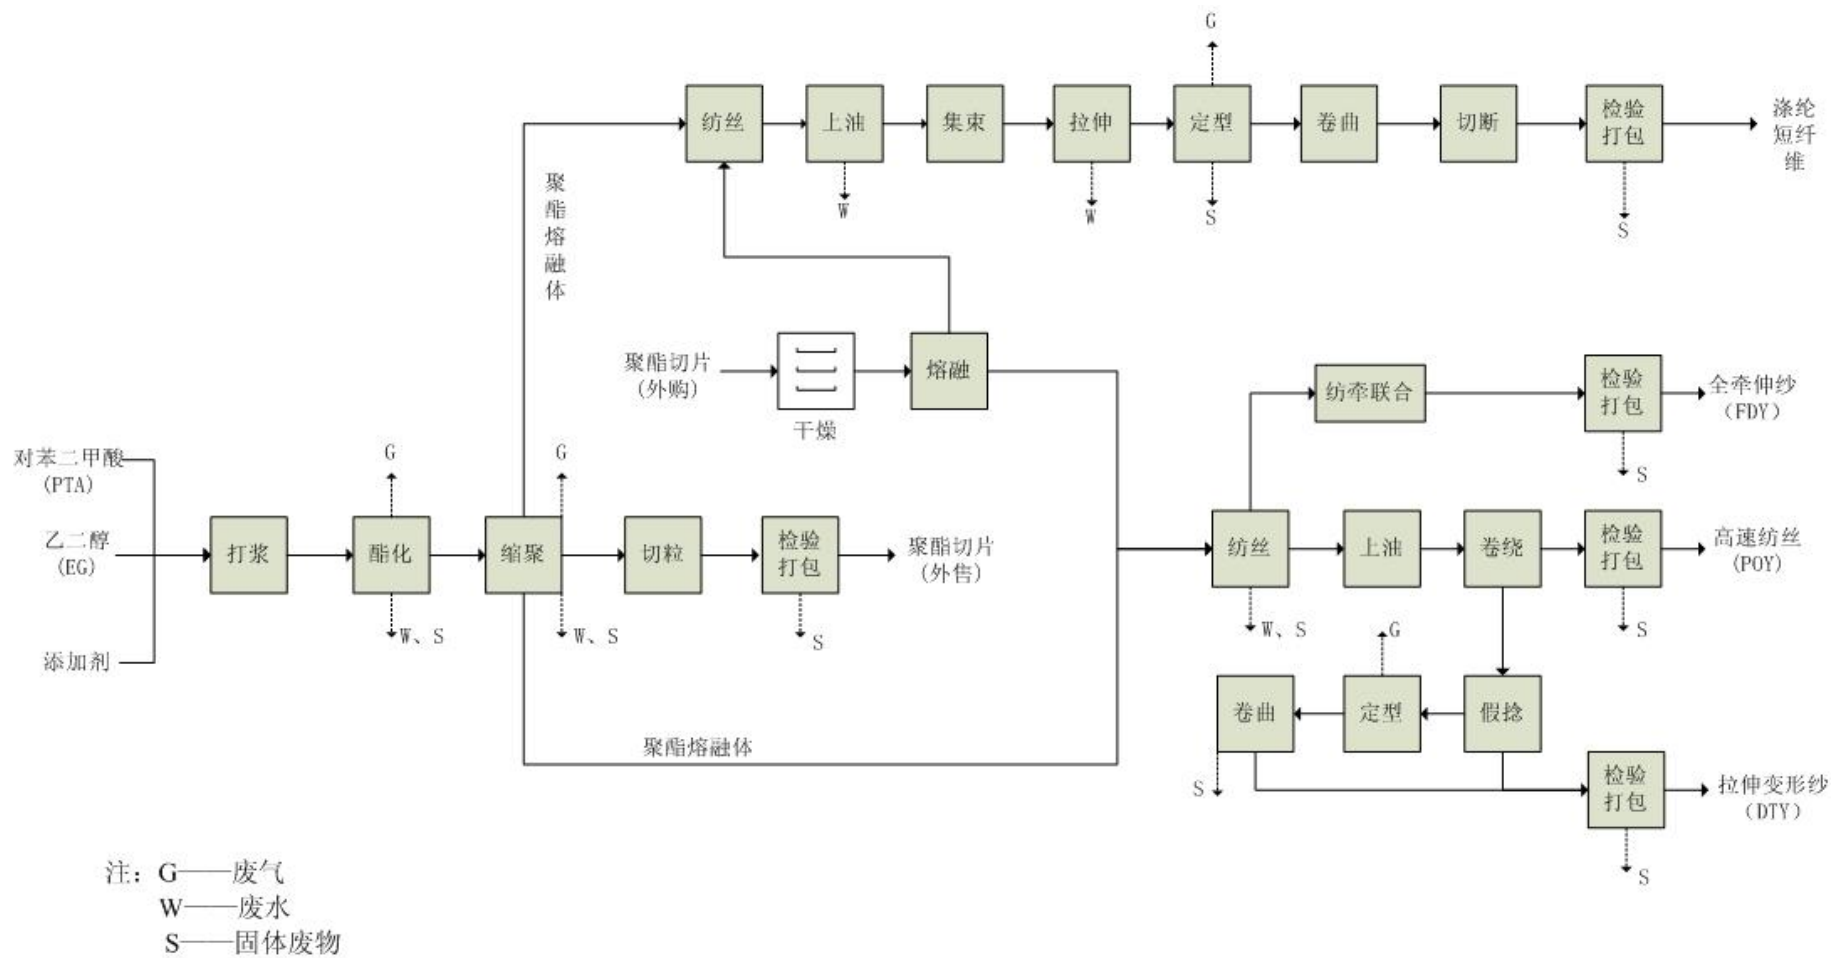 G
纺丝
上油
集束
拉伸
定型
卷曲
切断
检验
打包
涤纶
短纤
维
W
W
S
S
聚
酯
熔
融
体
聚酯切片
(外购)
干燥
熔融
纺牵联合
检验
打包
全牵伸纱
(FDY)
S
对苯二甲酸
(PTA)
乙二醇
(EG)
添加剂
打浆
G
酯化
W、S
G
缩聚
W、S
切粒
检验
打包
S
聚酯切片
(外售)
纺丝
W、S
上油
卷绕
检验
打包
S
高速纺丝
(POY)
G
卷曲
定型
假捻
S
聚酯熔融体
检验
打包
S
拉伸变形纱
(DTY)
注：G——废气
W——废水
S——固体废物